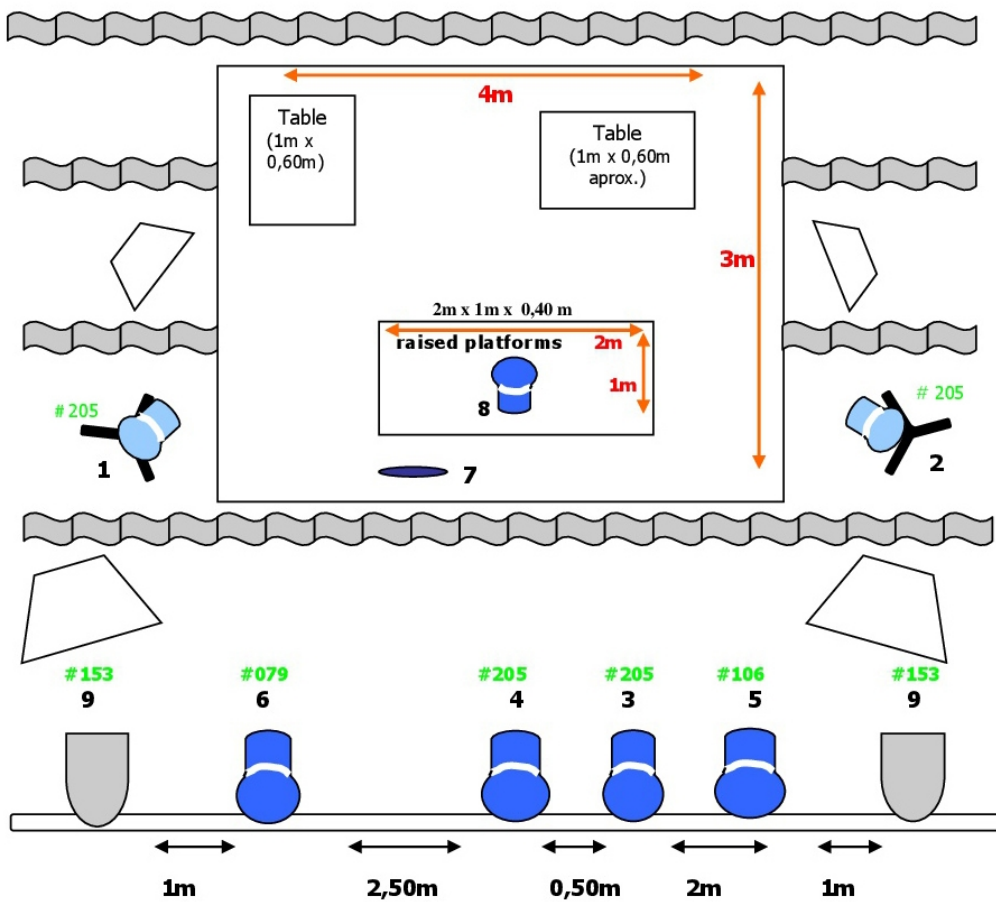 4m
Table
(1m x
0,60m)
Table
(1m x 0,60m
aprox.)
3m
2m x 1m x 0,40 m
raised platforms
2m
1m
8
# 205
1
# 205
2
7
#153
9
#079
6
#205
4
#205
3
#106
5
#153
9
1m
2,50m
0,50m
2m
1m